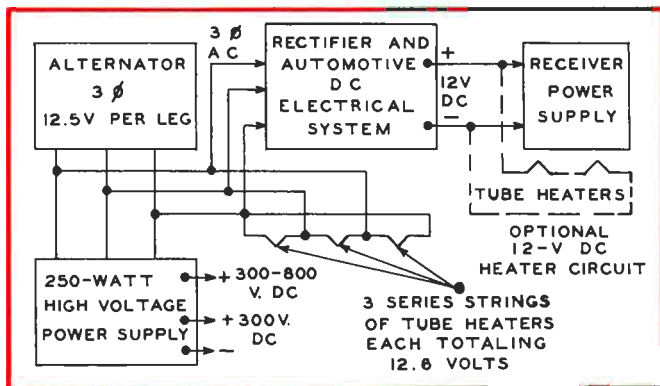 ALTERNATOR
3 Ø
12.5V PER LEG
3 Ø
A C
RECTIFIER AND
AUTOMOTIVE
D C
ELECTRICAL
SYSTEM
+
12V
DC
−
RECEIVER
POWER
SUPPLY
TUBE HEATERS
OPTIONAL
12-V DC
HEATER CIRCUIT
250-WATT
HIGH VOLTAGE
POWER SUPPLY
+ 300-800
V. DC
+ 300V.
DC
−
3 SERIES STRINGS
OF TUBE HEATERS
EACH TOTALING
12.6 VOLTS